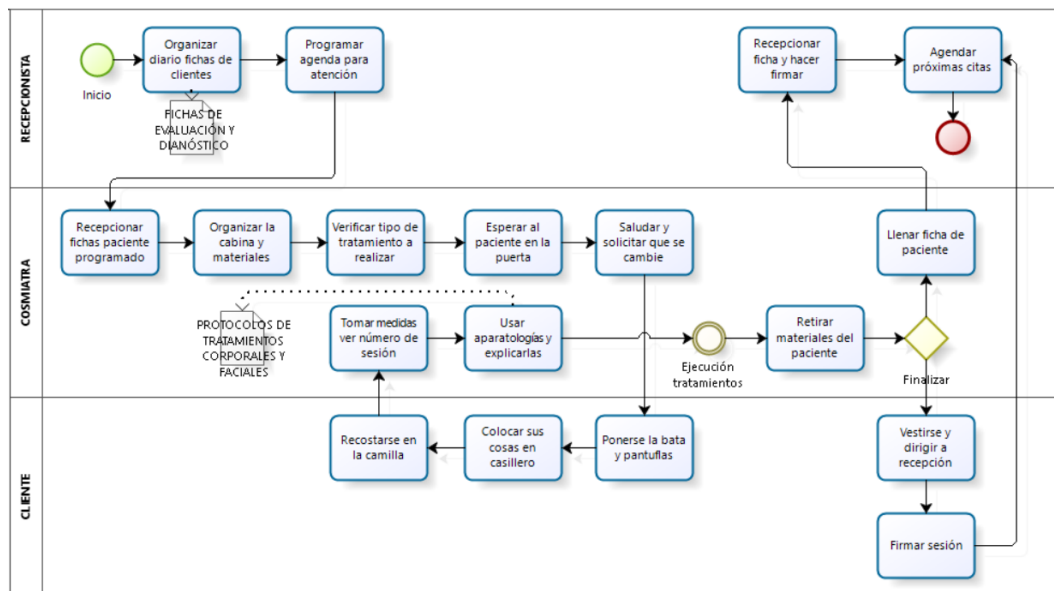 RECEPCIONISTA
Inicio
Organizar
diario fichas de
clientes
FICHAS DE
EVALUACIÓN Y
DIANÓSTICO
Programar
agenda para
atención
Recepcionar
ficha y hacer
firmar
Agendar
próximas citas
COSMIATRA
Recepcionar
fichas paciente
programado
Organizar la
cabina y
materiales
Verificar tipo de
tratamiento a
realizar
Esperar al
paciente en la
puerta
Saludar y
solicitar que se
cambie
Llenar ficha de
paciente
PROTOCOLOS DE
TRATAMIENTOS
CORPORALES Y
FACIALES
Tomar medidas
ver número de
sesión
Usar
aparatologías y
explicarlas
Ejecución
tratamientos
Retirar
materiales del
paciente
Finalizar
CLIENTE
Recostarse en
la camilla
Colocar sus
cosas en
casillero
Ponerse la bata
y pantuflas
Vestirse y
dirigir a
recepción
Firmar sesión